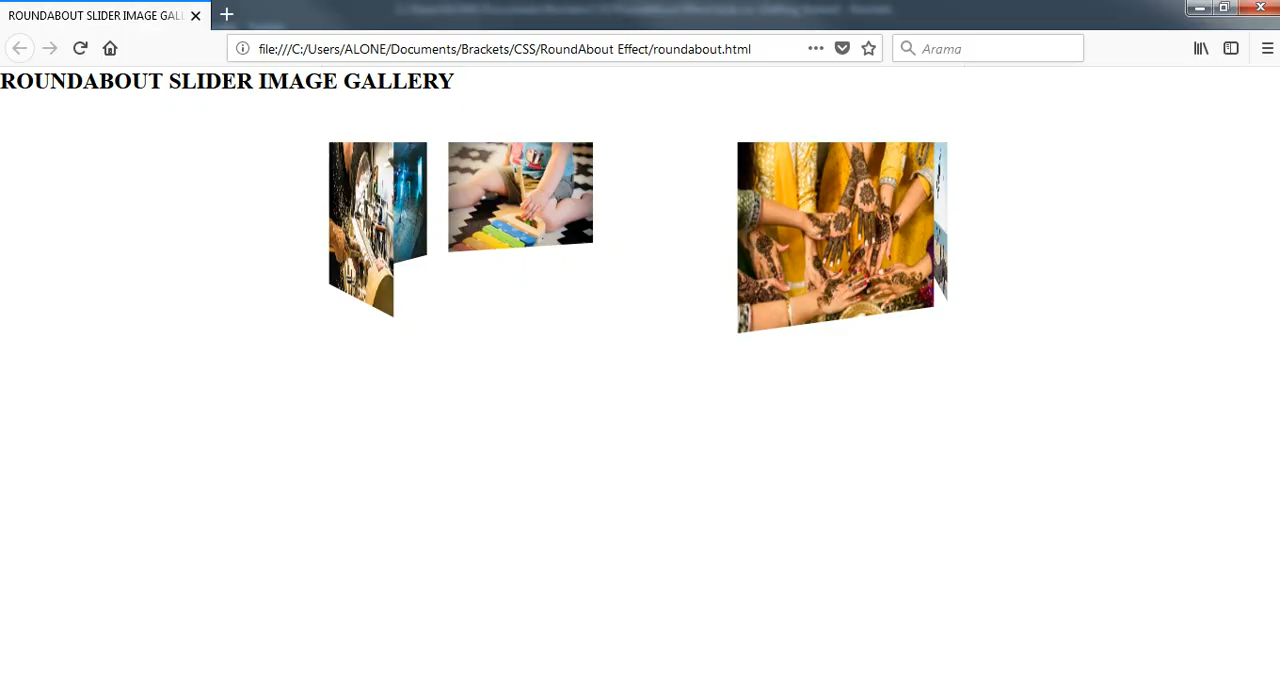 ROUNDABOUT SLIDER IMAGE GALL
file:///C:/Users/ALONE/Documents/Brackets/CSS/RoundAbout Effect/roundabout.html
Arama
ROUNDABOUT SLIDER IMAGE GALLERY